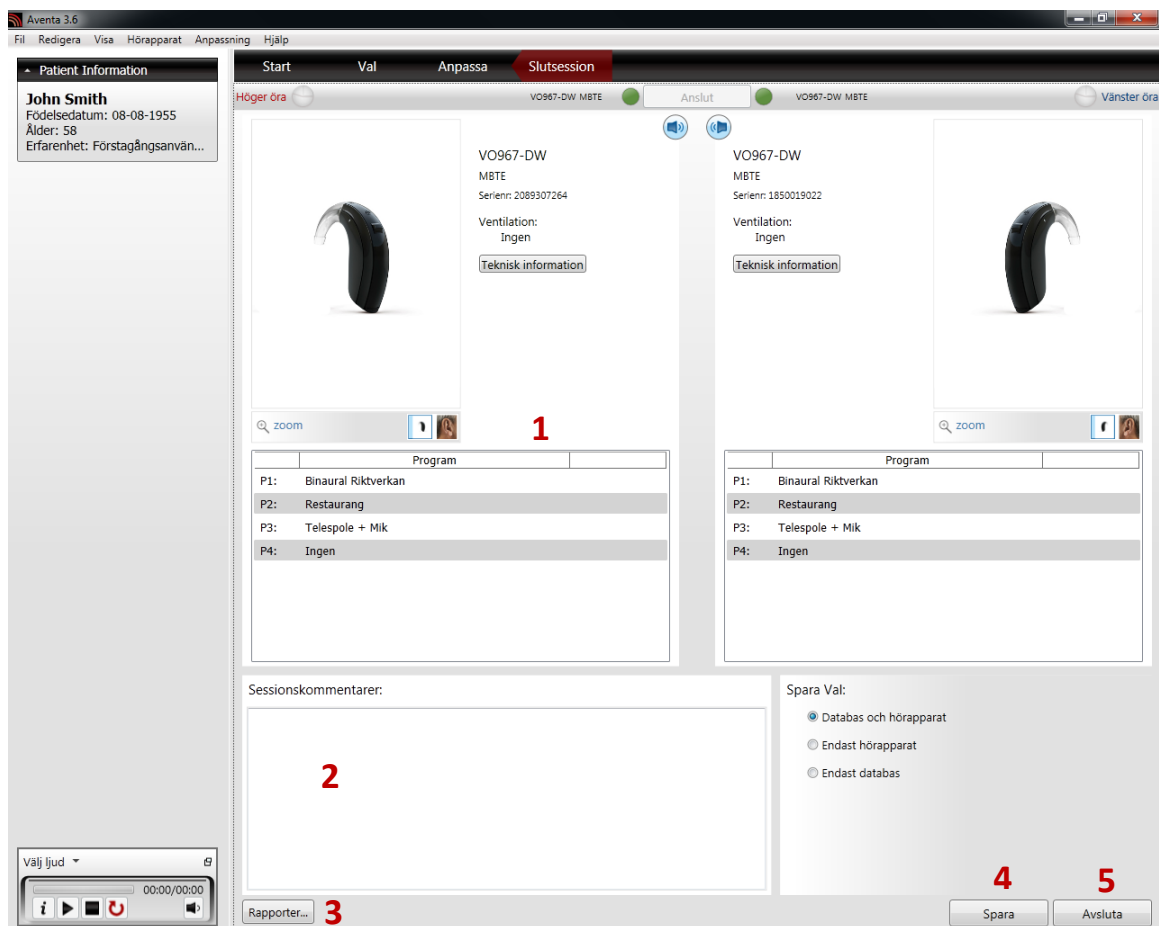 Aventa 3.6
Fil Redigera Visa Hörapparat Anpassning Hjälp
Patient Information
John Smith
Födelsedatum: 08-08-1955
Ålder: 58
Erfarenhet: Förstagångsanvän...
Start Val Anpassa Slutsession
Höger öra VO967-DW MBTE Anslut VO967-DW MBTE Vänster öra
VO967-DW
MBTE
Serienr: 2089307264
Ventilation:
Ingen
Teknisk information
zoom
1
VO967-DW
MBTE
Serienr: 1850019022
Ventilation:
Ingen
Teknisk information
zoom
Program
P1: Binaural Riktverkan
P2: Restaurang
P3: Telespole + Mik
P4: Ingen
Program
P1: Binaural Riktverkan
P2: Restaurang
P3: Telespole + Mik
P4: Ingen
Sessionskommentarer:
2
Spara Val:
Databas och hörapparat
Endast hörapparat
Endast databas
Välj ljud
00:00/00:00
i
Rapporter... 3
4
Spara
5
Avsluta